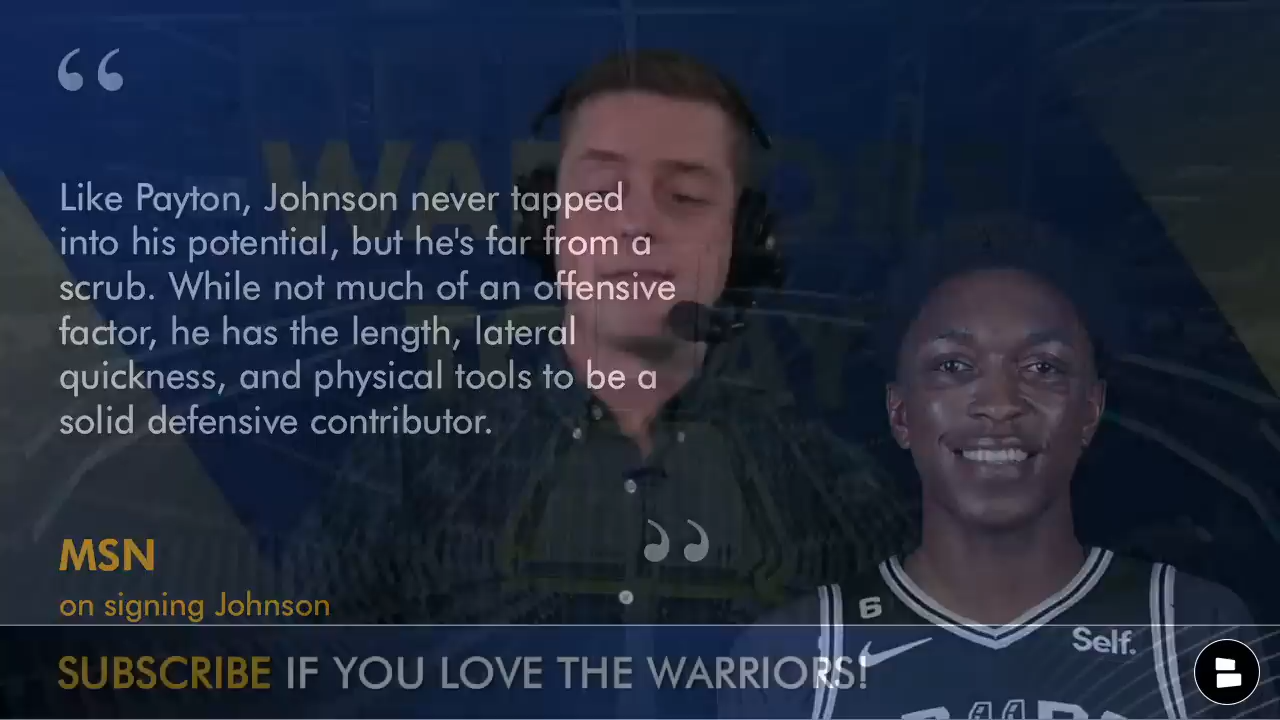 “
Like Payton, Johnson never tapped
into his potential, but he's far from a
scrub. While not much of an offensive
factor, he has the length, lateral
quickness, and physical tools to be a
solid defensive contributor.
”
MSN
on signing Johnson
6
Self.
SUBSCRIBE IF YOU LOVE THE WARRIORS!